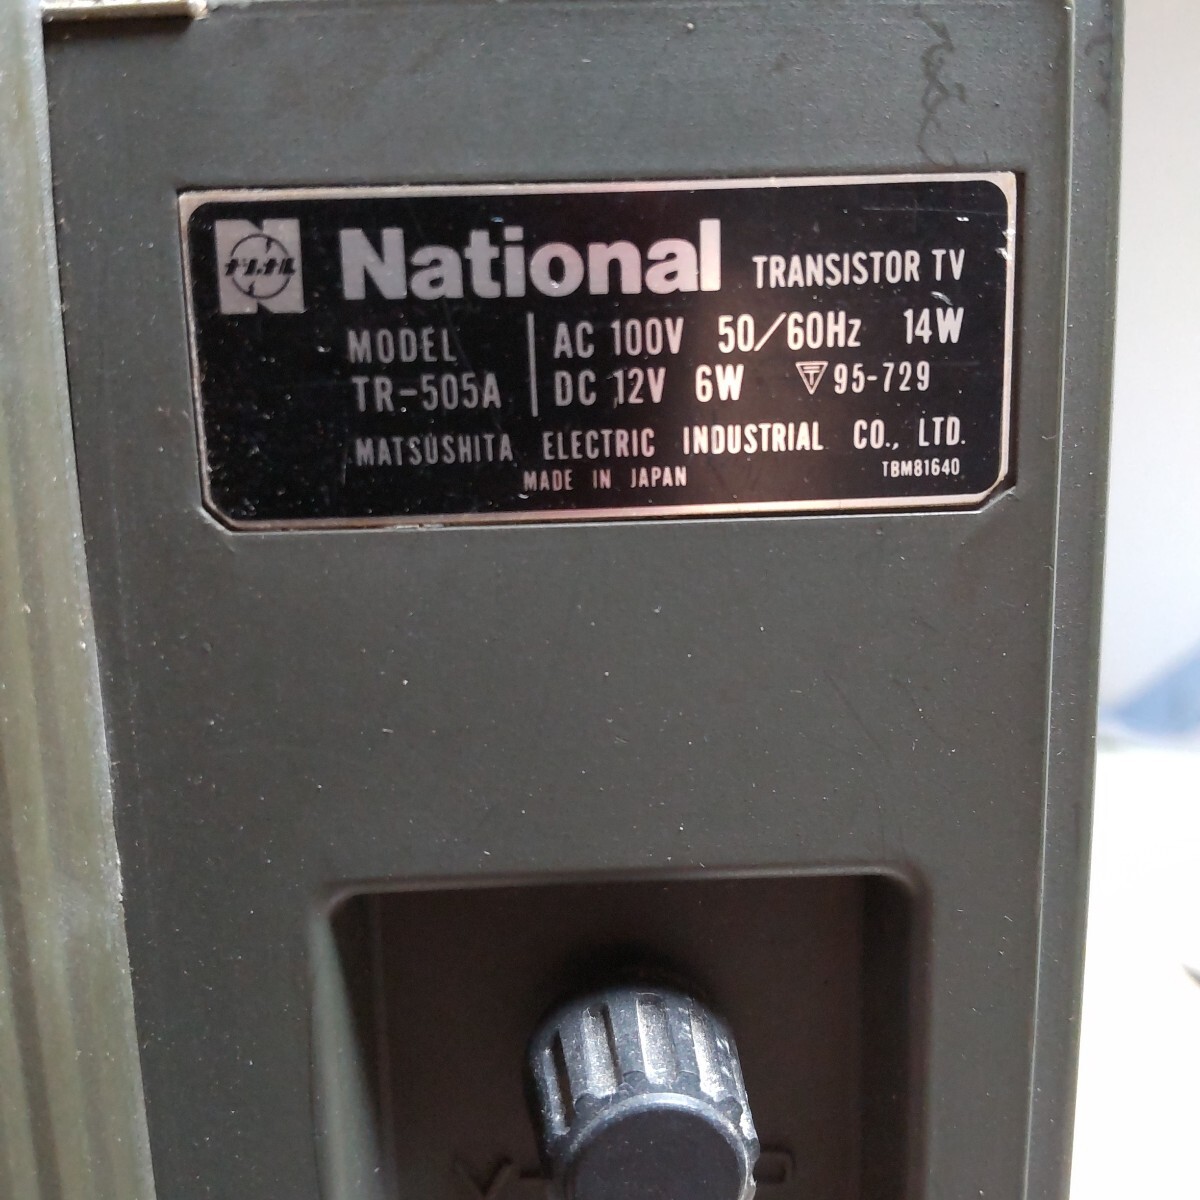 ナショナル
National TRANSISTOR TV
MODEL AC 100V 50/60Hz 14W
TR-505A DC 12V 6W 〒 95-729
MATSUSHITA ELECTRIC INDUSTRIAL CO., LTD.
MADE IN JAPAN TBM81640